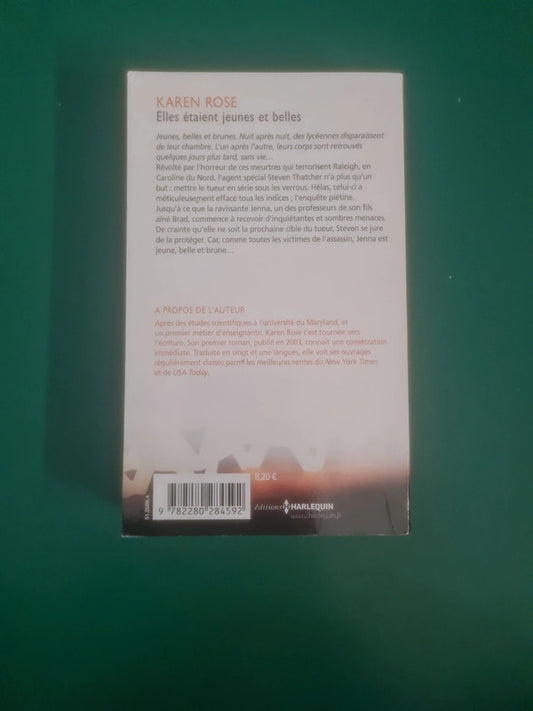 KAREN ROSE
Elles étaient jeunes et belles
Jeunes, belles et brunes. Nuit après nuit, des lycéennes disparaissent
de leur chambre. L'un après l'autre, leurs corps sont retrouvés
quelques jours plus tard, sans vie...
Révolté par l'horreur de ces meurtres qui terrorisent Raleigh, en
Caroline du Nord, l'agent spécial Steven Thatcher n'a plus qu'un
but : mettre le tueur en série sous les verrous. Hélas, celui-ci a
méticuleusement effacé tous les indices ; l'enquête piétine.
Jusqu'à ce que la ravissante Jenna, un des professeurs de son fils
aîné Brad, commence à recevoir d'inquiétantes et sombres menaces.
De crainte qu'elle ne soit la prochaine cible du tueur, Steven se jure
de la protéger. Car, comme toutes les victimes de l'assassin, Jenna est
jeune, belle et brune...
A PROPOS DE L'AUTEUR
Après des études scientifiques à l'université du Maryland, et
un premier métier d'enseignante, Karen Rose s'est tournée vers
l'écriture. Son premier roman, publié en 2003, connaît une consécration
immédiate. Traduite en vingt et une langues, elle voit ses ouvrages
régulièrement classés parmi les meilleures ventes du New York Times
et de USA Today.
8,20 €
9 782280 284592
éditions HARLEQUIN
www.harlequin.fr